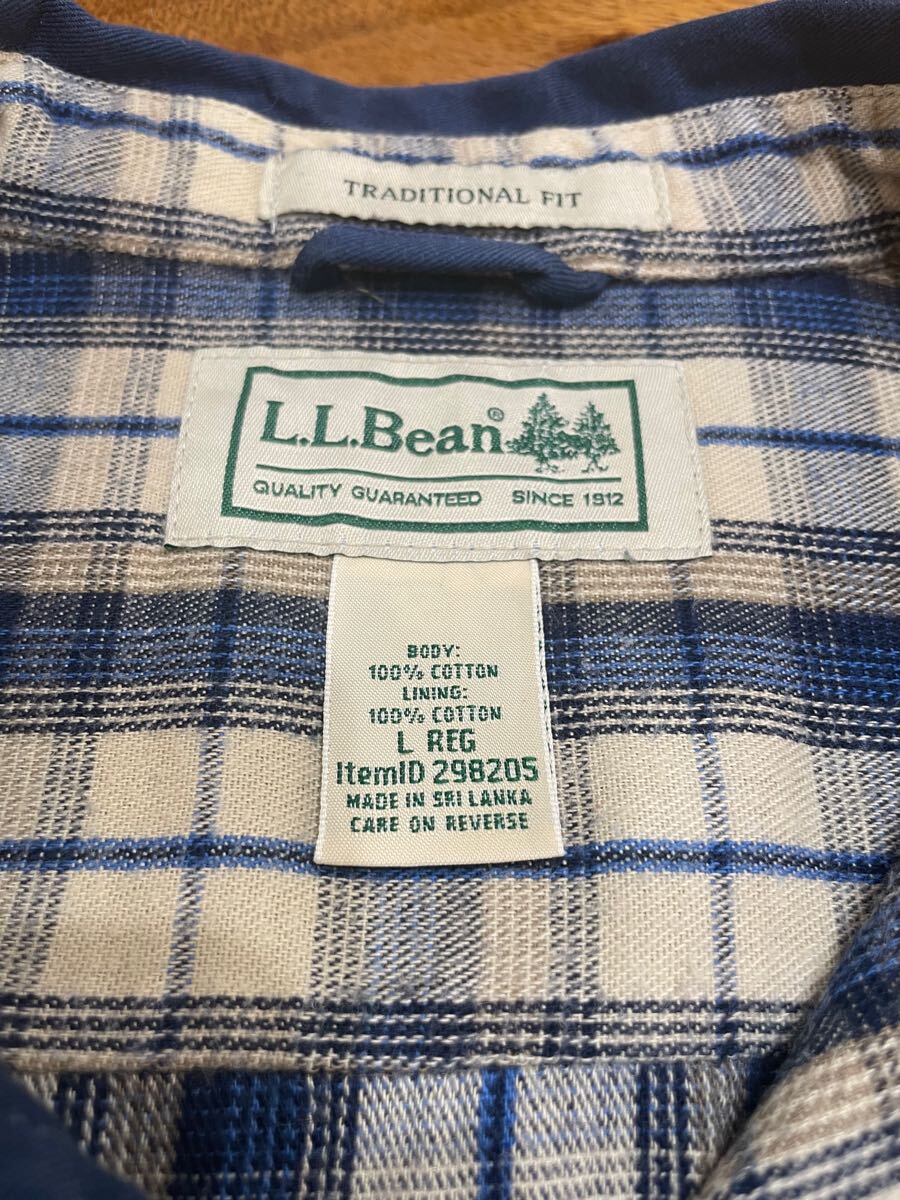 TRADITIONAL FIT
L.L.Bean®
QUALITY GUARANTEED SINCE 1912
BODY:
100% COTTON
LINING:
100% COTTON
L REG
ItemID 298205
MADE IN SRI LANKA
CARE ON REVERSE